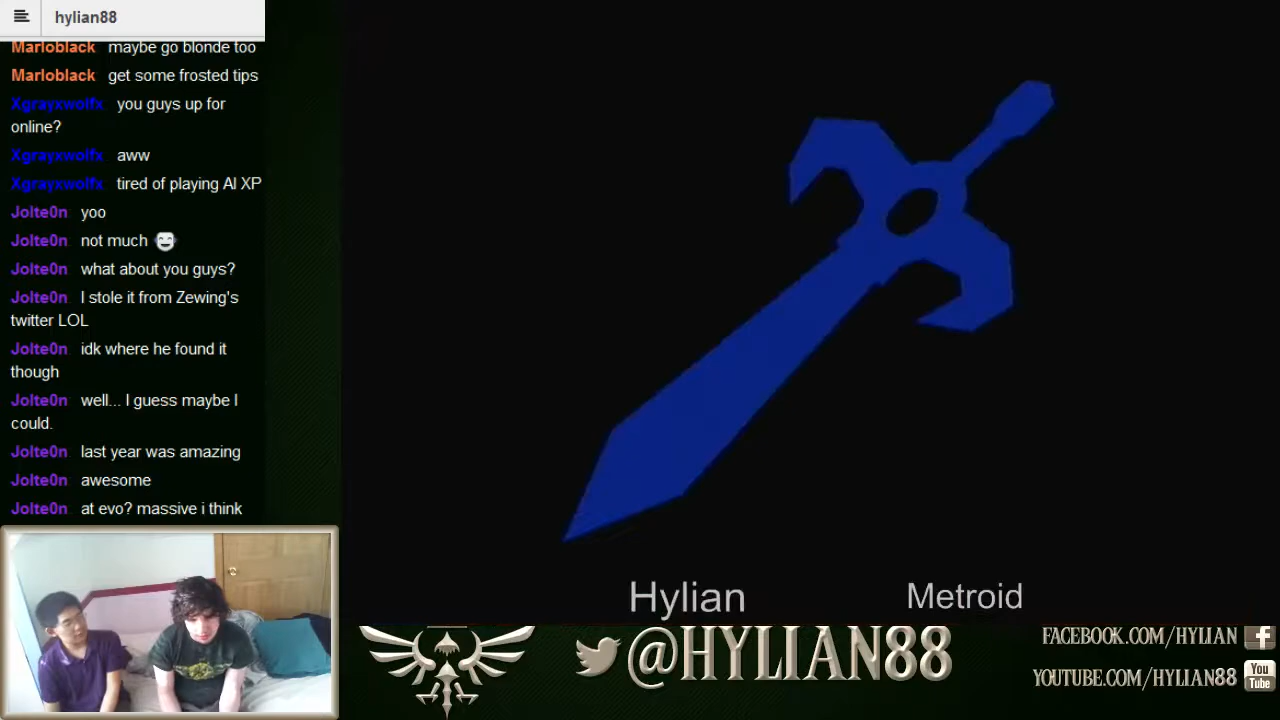 hylian88
Marloblack maybe go blonde too
Marloblack get some frosted tips
Xgrayxwolfx you guys up for
online?
Xgrayxwolfx aww
Xgrayxwolfx tired of playing AI XP
Jolte0n yoo
Jolte0n not much
Jolte0n what about you guys?
Jolte0n I stole it from Zewing's
twitter LOL
Jolte0n idk where he found it
though
Jolte0n well... I guess maybe I
could.
Jolte0n last year was amazing
Jolte0n awesome
Jolte0n at evo? massive i think
Hylian
Metroid
@HYLIAN88
FACEBOOK.COM/HYLIAN
YOUTUBE.COM/HYLIAN88
You
Tube